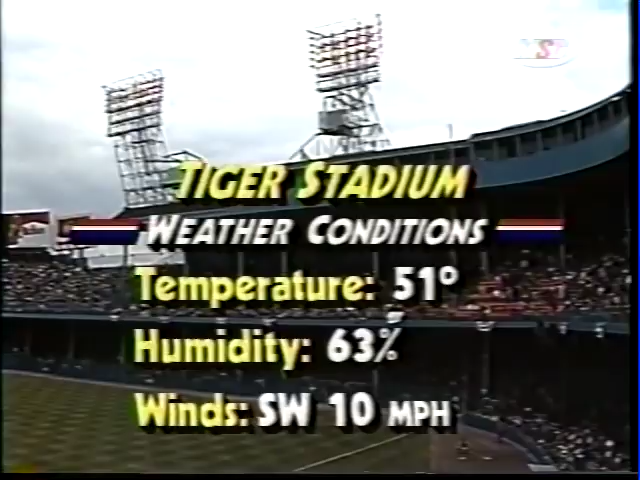 TIGER STADIUM
WEATHER CONDITIONS
Temperature: 51°
Humidity: 63%
Winds: SW 10 MPH